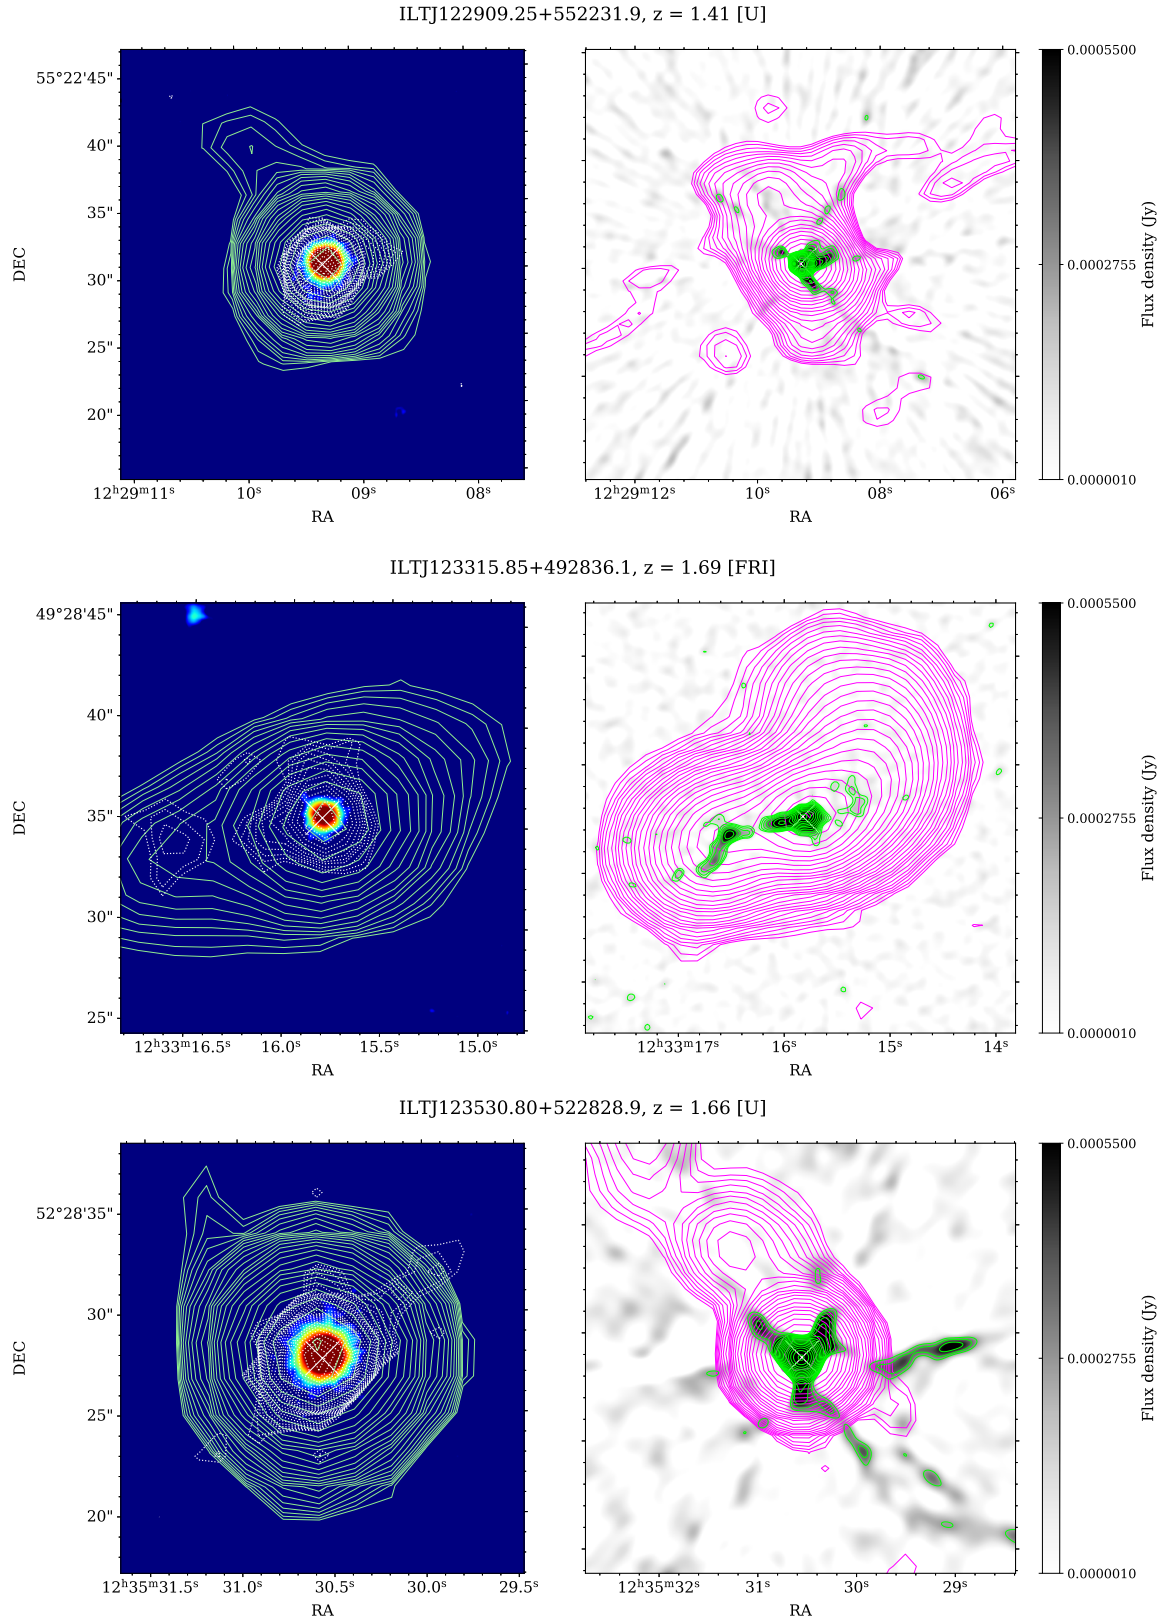 ILTJ122909.25+552231.9, z = 1.41 [U]
55°22'45"
40"
35"
30"
25"
20"
DEC
12ʰ29ᵐ11ˢ 10ˢ 09ˢ 08ˢ
RA
12ʰ29ᵐ12ˢ 10ˢ 08ˢ 06ˢ
RA
0.0005500
0.0002755
0.0000010
Flux density (Jy)
ILTJ123315.85+492836.1, z = 1.69 [FRI]
49°28'45"
40"
35"
30"
25"
DEC
12ʰ33ᵐ16.5ˢ 16.0ˢ 15.5ˢ 15.0ˢ
RA
12ʰ33ᵐ17ˢ 16ˢ 15ˢ 14ˢ
RA
0.0005500
0.0002755
0.0000010
Flux density (Jy)
ILTJ123530.80+522828.9, z = 1.66 [U]
52°28'35"
30"
25"
20"
DEC
12ʰ35ᵐ31.5ˢ 31.0ˢ 30.5ˢ 30.0ˢ 29.5ˢ
RA
12ʰ35ᵐ32ˢ 31ˢ 30ˢ 29ˢ
RA
0.0005500
0.0002755
0.0000010
Flux density (Jy)